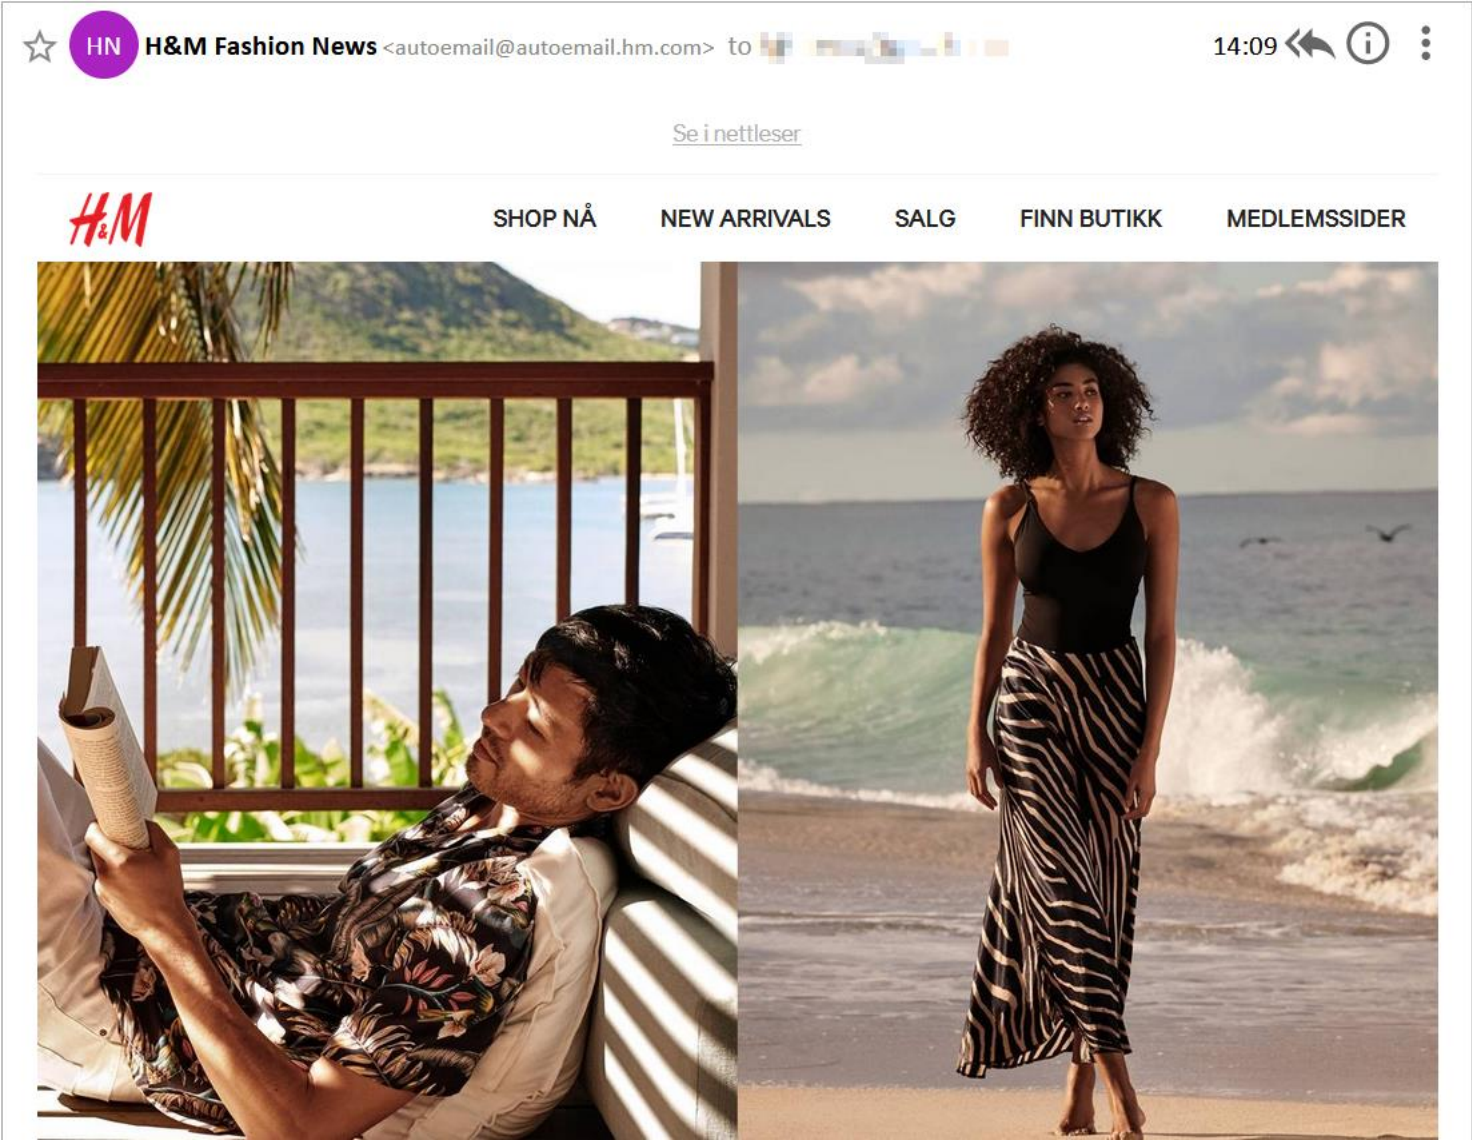 HN H&M Fashion News <autoemail@autoemail.hm.com> to 14:09
Se i nettleser
H&M SHOP NÅ NEW ARRIVALS SALG FINN BUTIKK MEDLEMSSIDER